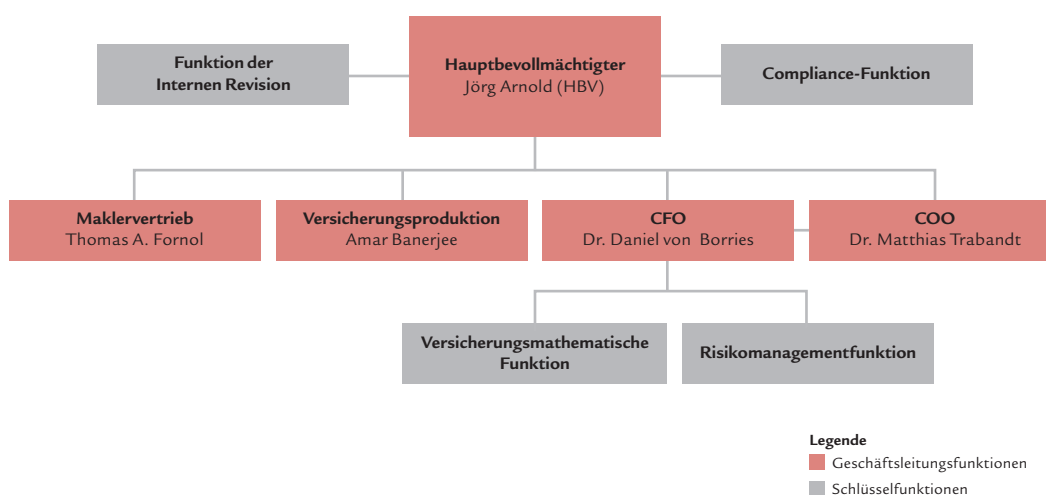 Funktion der
Internen Revision
Hauptbevollmächtigter
Jörg Arnold (HBV)
Compliance-Funktion
Maklervertrieb
Thomas A. Fornol
Versicherungsproduktion
Amar Banerjee
CFO
Dr. Daniel von Borries
COO
Dr. Matthias Trabandt
Versicherungsmathematische
Funktion
Risikomanagementfunktion
Legende
Geschäftsleitungsfunktionen
Schlüsselfunktionen